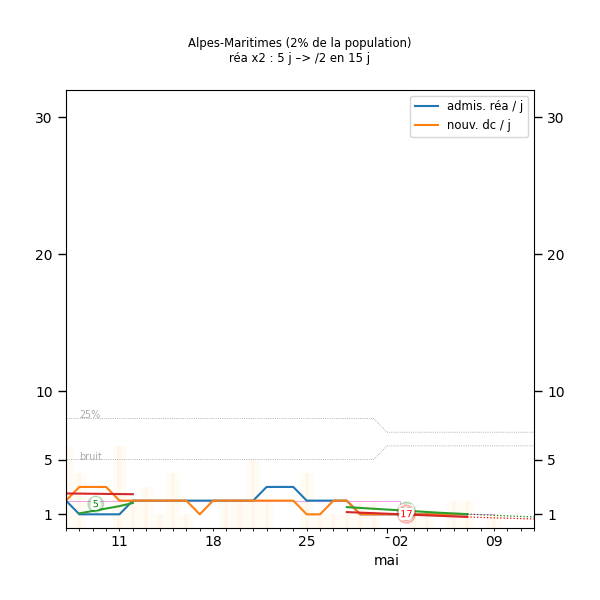 Alpes-Maritimes (2% de la population)
réa x2 : 5 j –> /2 en 15 j
admis. réa / j
nouv. dc / j
30 30
20 20
10 10
25%
5 bruit 5
5
17
1 1
11 18 25 02 09
mai